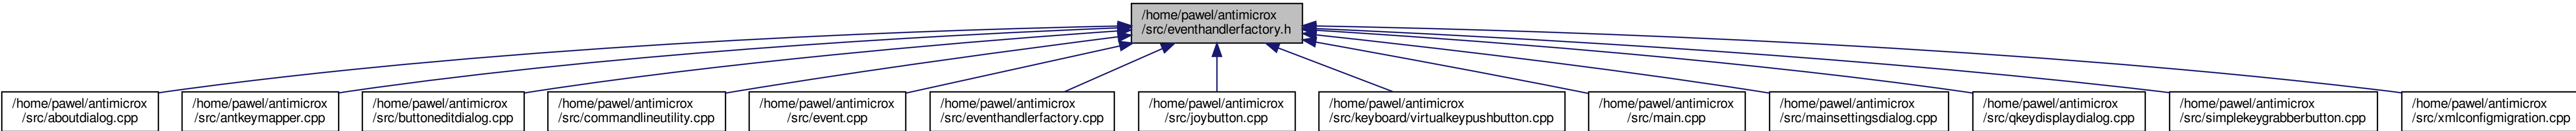 /home/pawel/antimicrox
/src/eventhandlerfactory.h
/home/pawel/antimicrox
/src/aboutdialog.cpp
/home/pawel/antimicrox
/src/antkeymapper.cpp
/home/pawel/antimicrox
/src/buttoneditdialog.cpp
/home/pawel/antimicrox
/src/commandlineutility.cpp
/home/pawel/antimicrox
/src/event.cpp
/home/pawel/antimicrox
/src/eventhandlerfactory.cpp
/home/pawel/antimicrox
/src/joybutton.cpp
/home/pawel/antimicrox
/src/keyboard/virtualkeypushbutton.cpp
/home/pawel/antimicrox
/src/main.cpp
/home/pawel/antimicrox
/src/mainsettingsdialog.cpp
/home/pawel/antimicrox
/src/qkeydisplaydialog.cpp
/home/pawel/antimicrox
/src/simplekeygrabberbutton.cpp
/home/pawel/antimicrox
/src/xmlconfigmigration.cpp